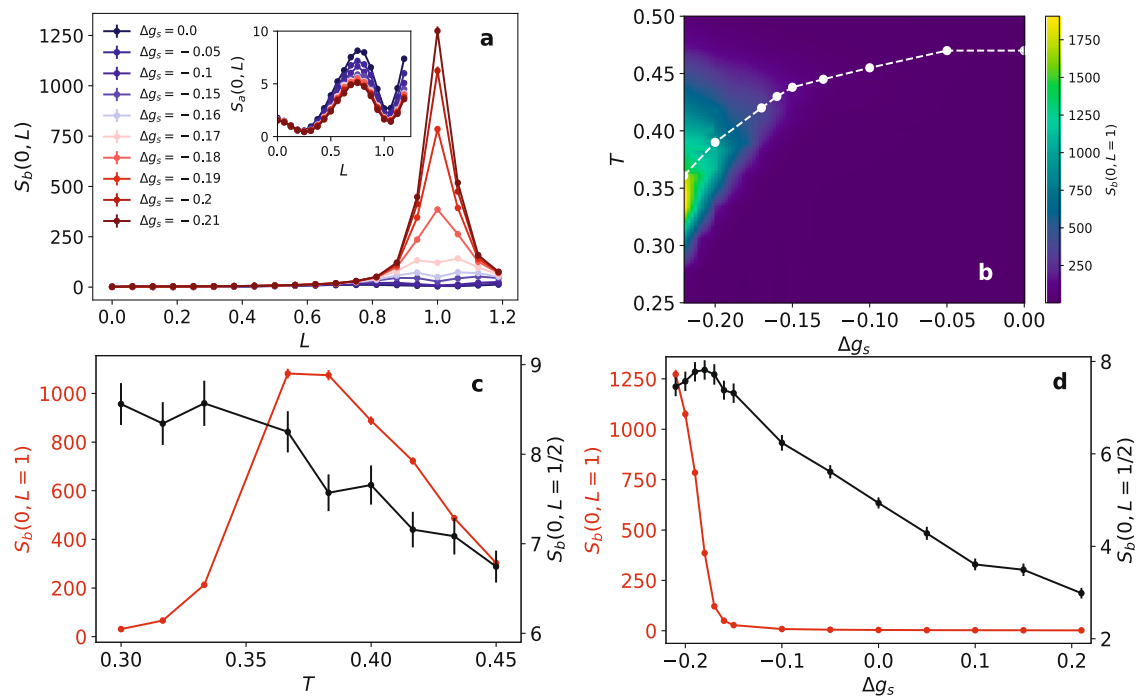 a
S_b(0, L)
1250
1000
750
500
250
0
0.0 0.2 0.4 0.6 0.8 1.0 1.2
L
Δg_s = 0.0
Δg_s = −0.05
Δg_s = −0.1
Δg_s = −0.15
Δg_s = −0.16
Δg_s = −0.17
Δg_s = −0.18
Δg_s = −0.19
Δg_s = −0.2
Δg_s = −0.21
S_a(0, L)
10
5
0
0.0 0.5 1.0
L
b
T
0.50
0.45
0.40
0.35
0.30
0.25
−0.20 −0.15 −0.10 −0.05 0.00
Δg_s
1750
1500
1250
1000
750
500
250
S_b(0, L = 1)
c
S_b(0, L = 1)
1000
800
600
400
200
0
0.30 0.35 0.40 0.45
T
9
8
7
6
S_b(0, L = 1/2)
d
S_b(0, L = 1)
1250
1000
750
500
250
0
−0.2 −0.1 0.0 0.1 0.2
Δg_s
8
6
4
2
S_b(0, L = 1/2)